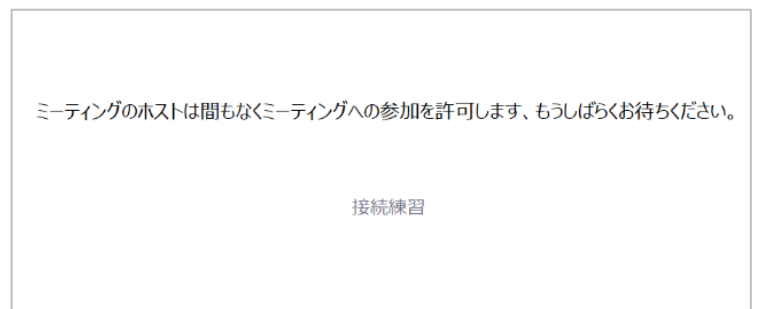 ミーティングのホストは間もなくミーティングへの参加を許可します、もうしばらくお待ちください。
接続練習